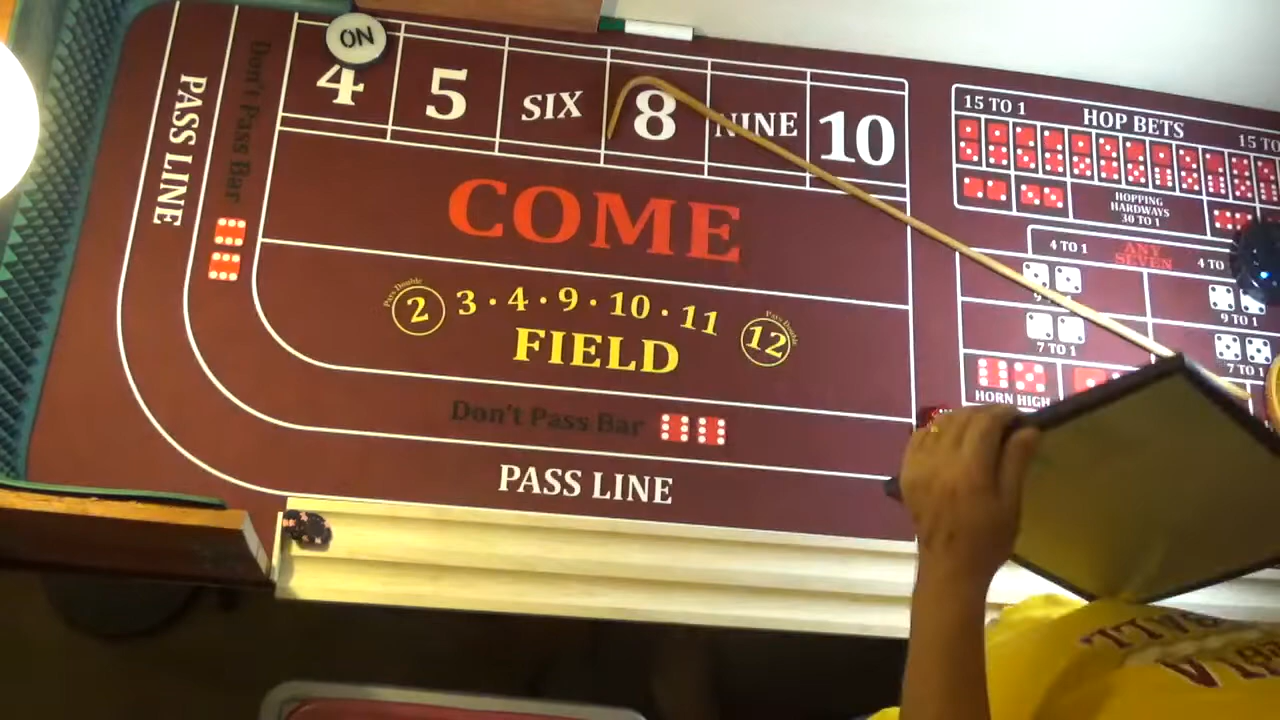 ON
4 5 SIX 8 NINE 10
COME
Pays Double
2 3 · 4 · 9 · 10 · 11 12
Pays Double
FIELD
Don't Pass Bar
PASS LINE
PASS LINE
Don't Pass Bar
15 TO 1 HOP BETS 15 TO
HOPPING
HARDWAYS
30 TO 1
4 TO 1 ANY
SEVEN 4 TO
9
9 TO 1
7 TO 1
7 TO 1
HORN HIGH